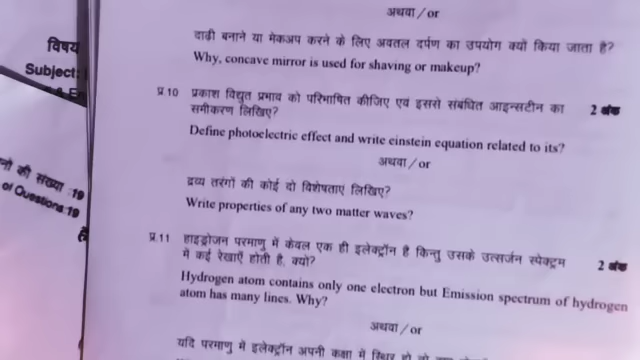 अथवा / or
दाढ़ी बनाने या मेकअप करने के लिए अवतल दर्पण का उपयोग क्यों किया जाता है?
Why, concave mirror is used for shaving or makeup?
प्र.10 प्रकाश विद्युत प्रभाव को परिभाषित कीजिए एवं इससे संबंधित आइन्सटीन का 2 अंक
समीकरण लिखिए?
Define photoelectric effect and write einstein equation related to its?
अथवा / or
द्रव्य तरंगों की कोई दो विशेषताएं लिखिए?
Write properties of any two matter waves?
प्र.11 हाइड्रोजन परमाणु में केवल एक ही इलेक्ट्रॉन है किन्तु उसके उत्सर्जन स्पेक्ट्रम 2 अंक
में कई रेखाएँ होती है, क्यों?
Hydrogen atom contains only one electron but Emission spectrum of hydrogen
atom has many lines. Why?
अथवा / or
यदि परमाणु में इलेक्ट्रॉन अपनी कक्षा में स्थिर हो तो
विषय
Subject:
की संख्या :19
of Questions:19